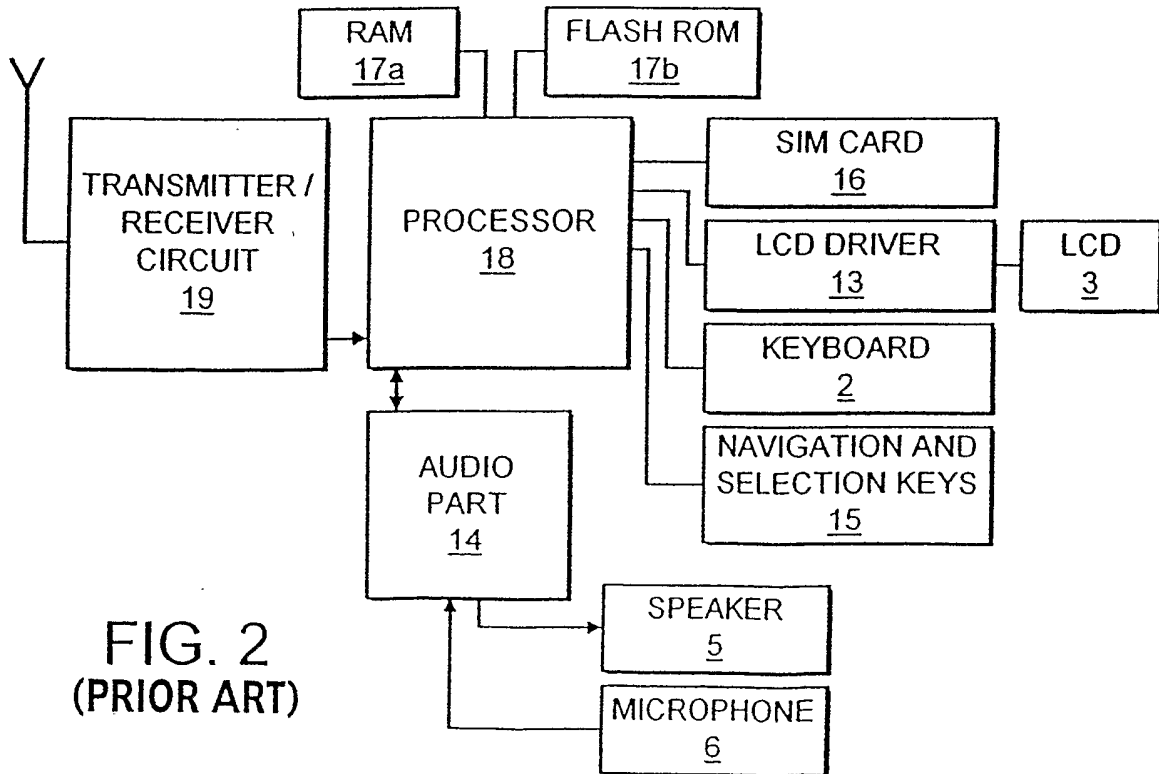 RAM
17a
FLASH ROM
17b
TRANSMITTER /
RECEIVER
CIRCUIT
19
PROCESSOR
18
SIM CARD
16
LCD DRIVER
13
LCD
3
KEYBOARD
2
NAVIGATION AND
SELECTION KEYS
15
AUDIO
PART
14
SPEAKER
5
MICROPHONE
6
FIG. 2
(PRIOR ART)